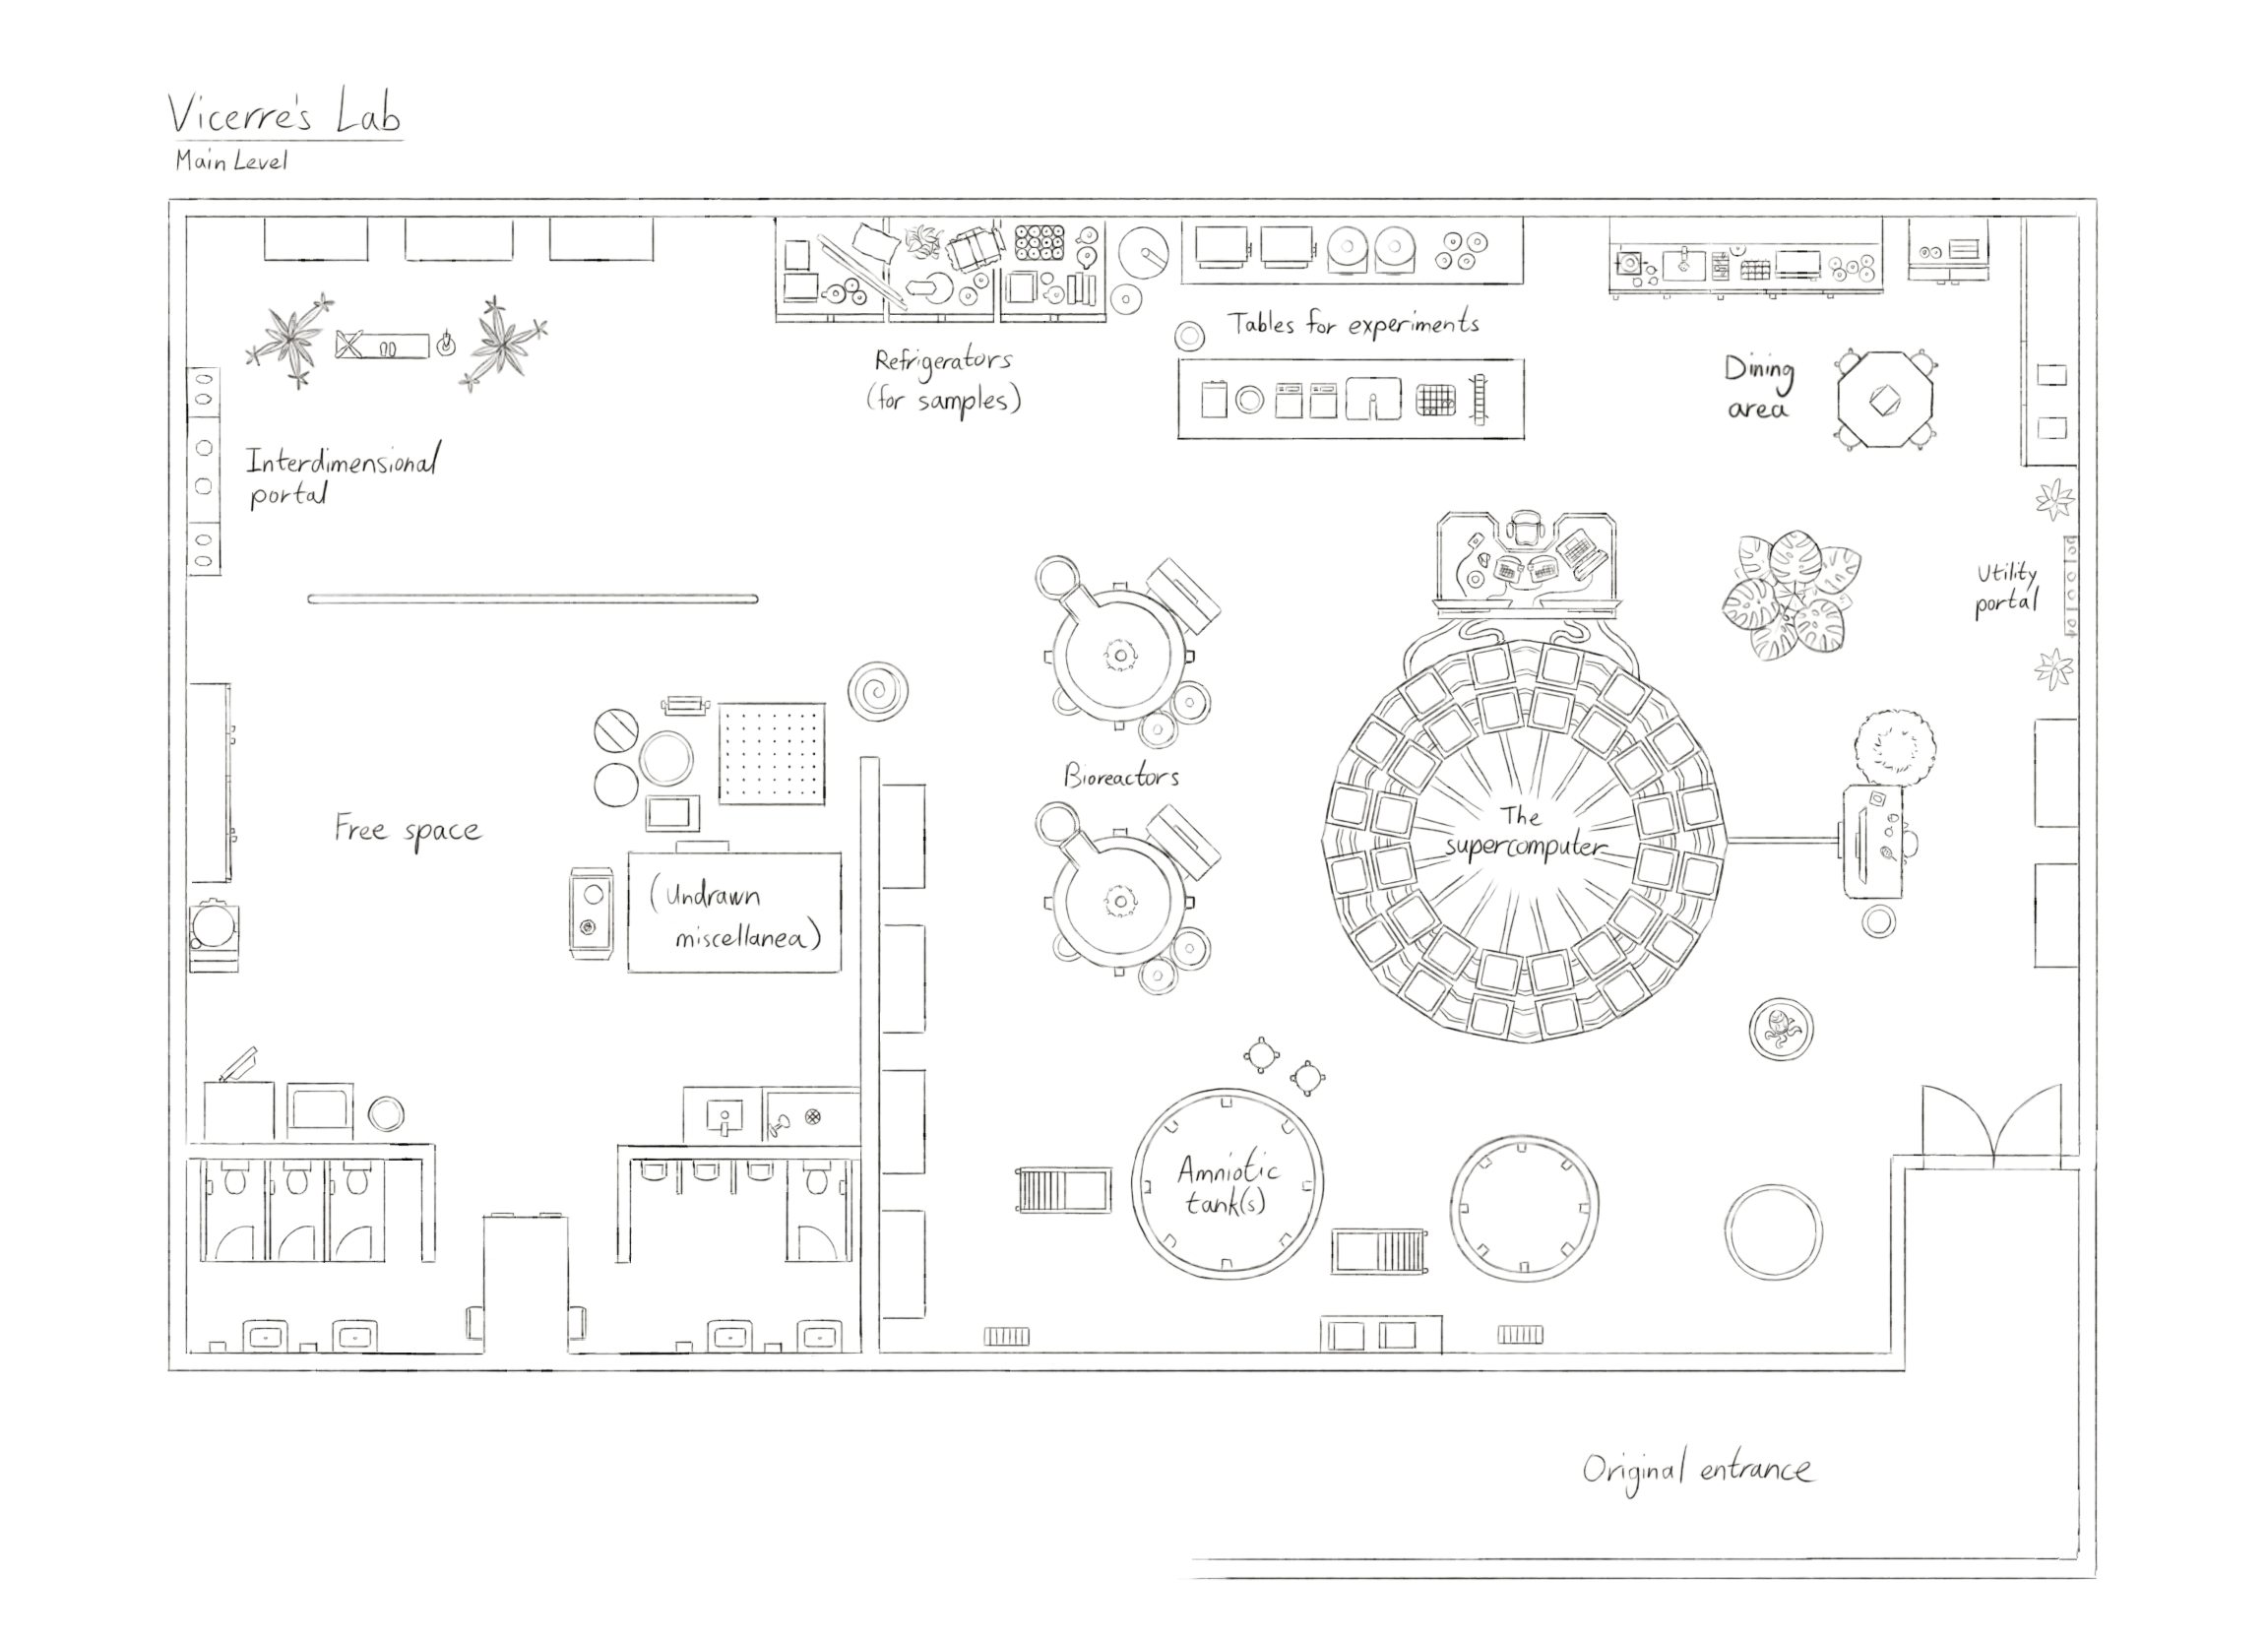 Vicerre's Lab
Main Level
Refrigerators
(for samples)
Tables for experiments
Dining
area
Interdimensional
portal
Utility
portal
Bioreactors
The
supercomputer
Free space
(Undrawn
miscellanea)
Amniotic
tank(s)
Original entrance